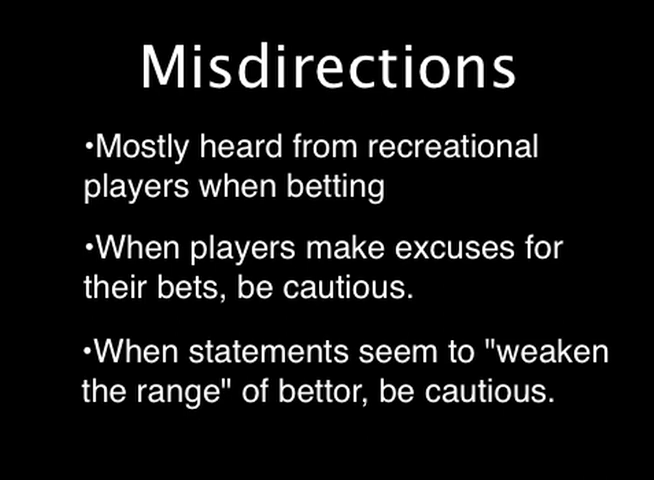 Misdirections
•Mostly heard from recreational
players when betting
•When players make excuses for
their bets, be cautious.
•When statements seem to "weaken
the range" of bettor, be cautious.